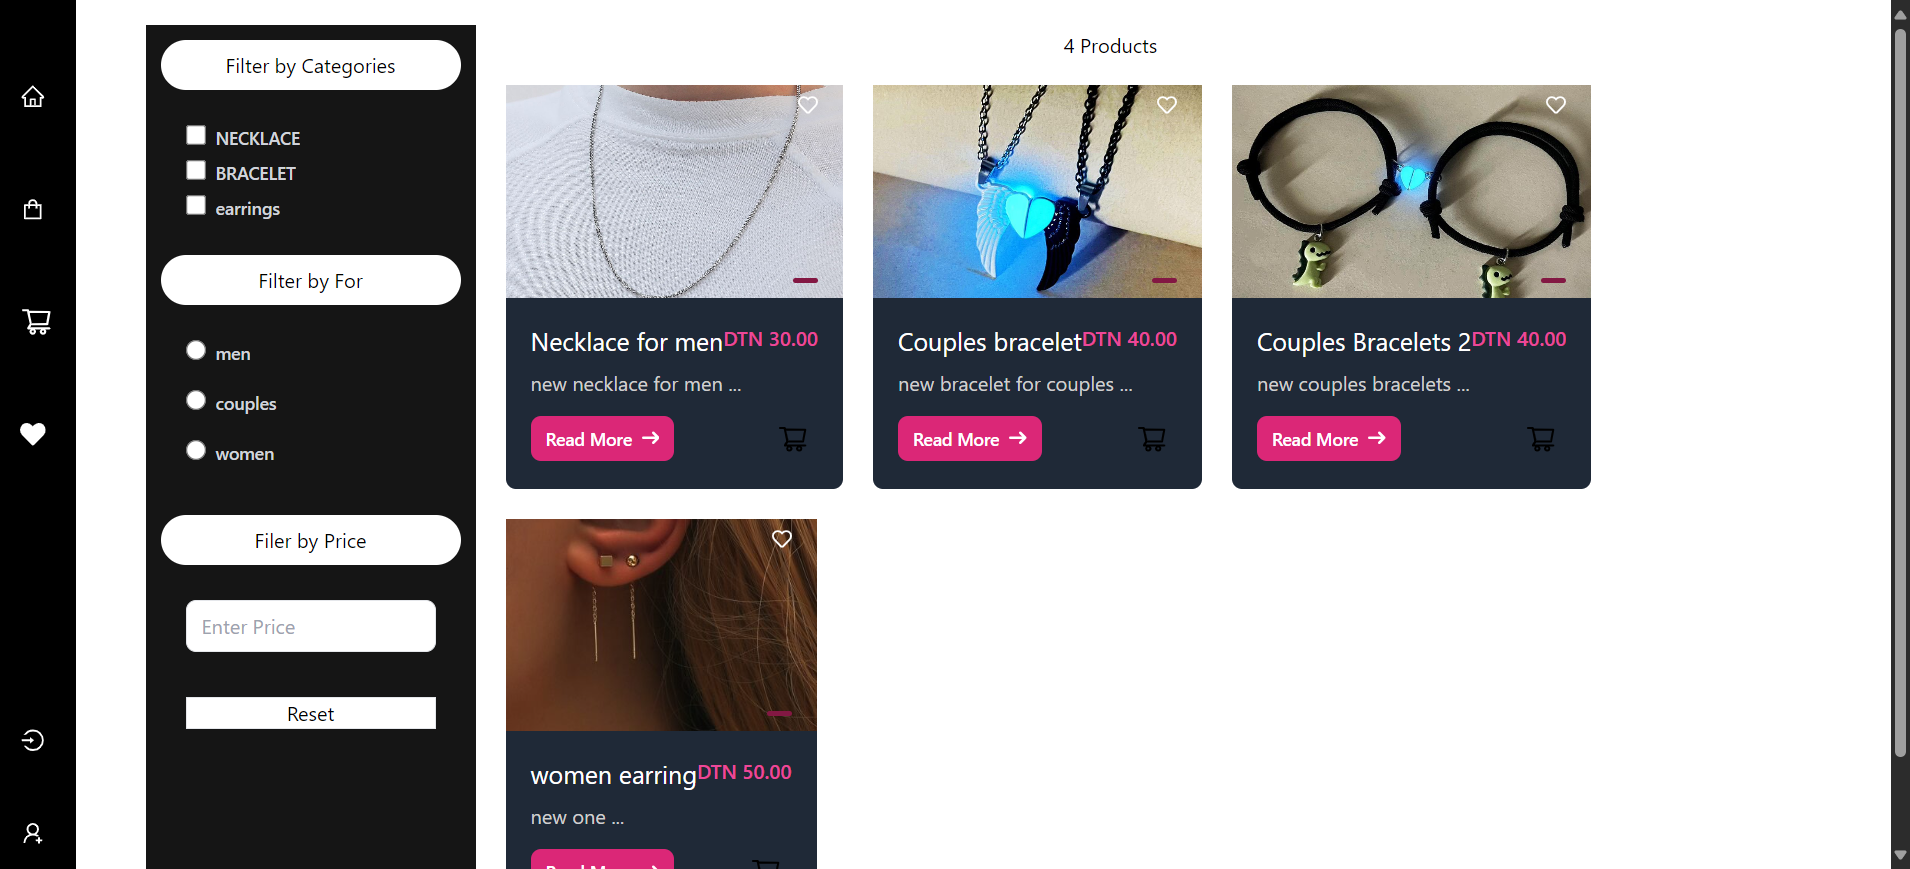 Filter by Categories
NECKLACE
BRACELET
earrings
Filter by For
men
couples
women
Filer by Price
Enter Price
Reset
4 Products
Necklace for men DTN 30.00
new necklace for men ...
Read More
Couples bracelet DTN 40.00
new bracelet for couples ...
Read More
Couples Bracelets 2 DTN 40.00
new couples bracelets ...
Read More
women earring DTN 50.00
new one ...
Read More